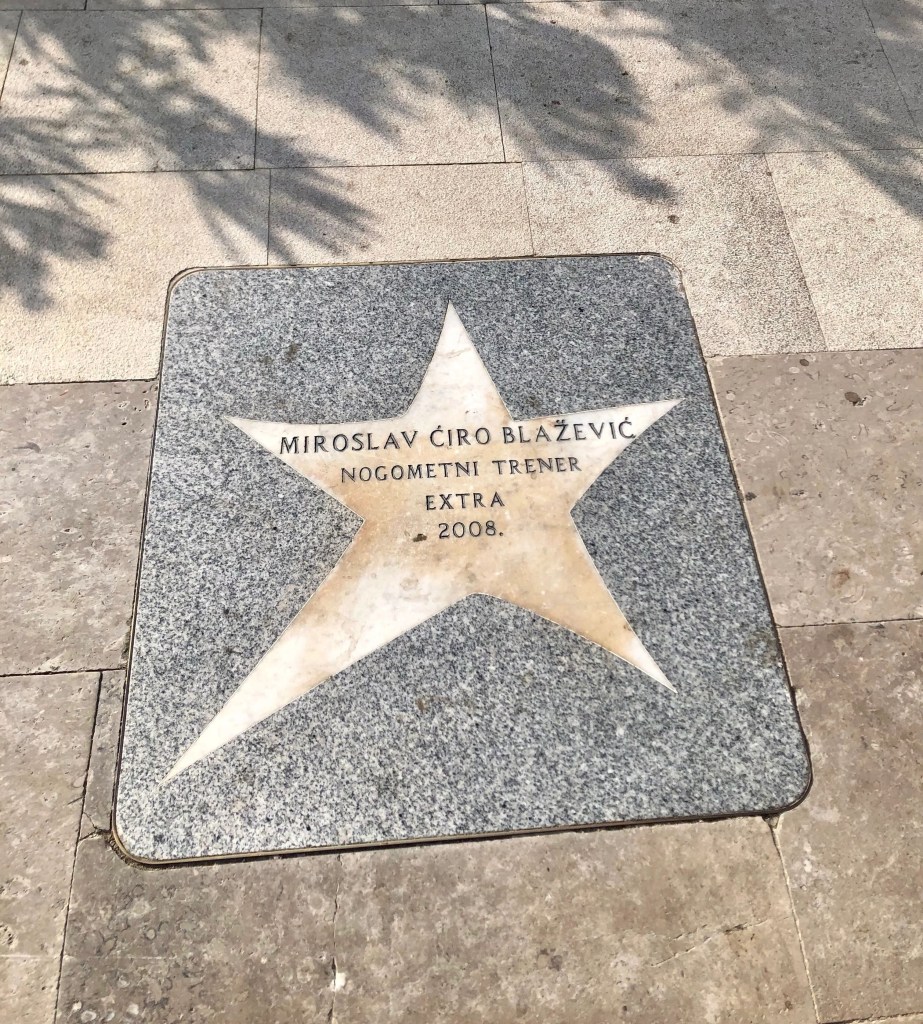 MIROSLAV ĆIRO BLAŽEVIĆ
NOGOMETNI TRENER
EXTRA
2008.